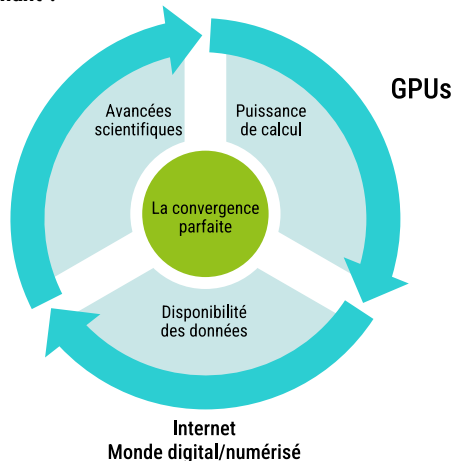 Avancées
scientifiques
Puissance
de calcul
GPUs
La convergence
parfaite
Disponibilité
des données
Internet
Monde digital/numérisé